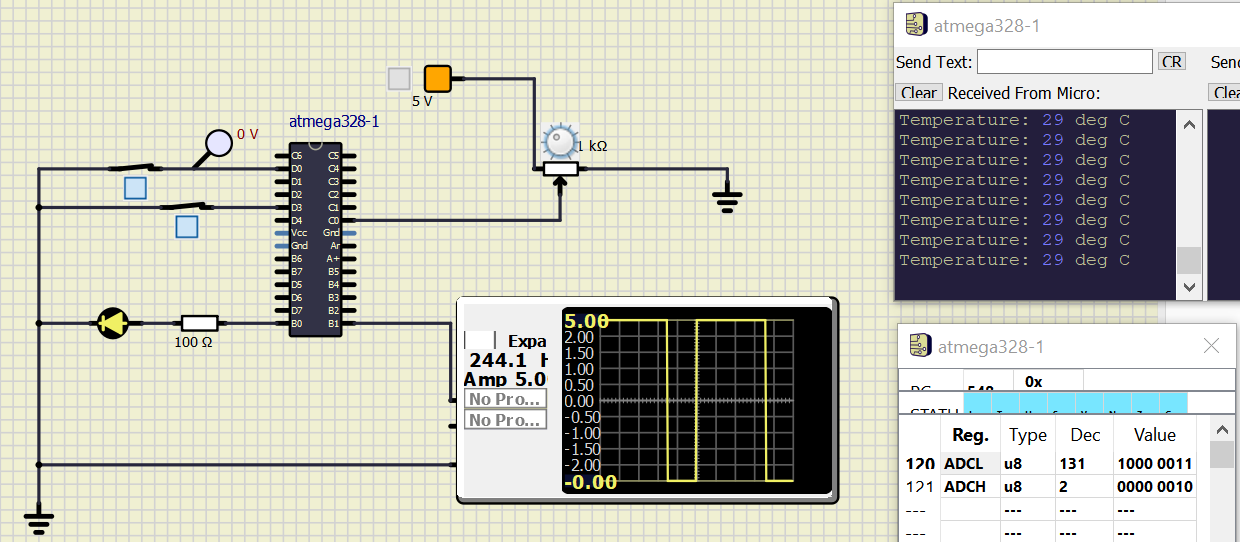 5 V
atmega328-1
0 V
1 kΩ
C6 C5
D0 C4
D1 C3
D2 C2
D3 C1
D4 C0
Vcc Gnd
Gnd Ar
B6 A+
B7 B5
D5 B4
D6 B3
D7 B2
B0 B1
100 Ω
Expa
244.1 H
Amp 5.0
No Pro...
No Pro...
5.00
2.00
1.50
1.00
0.50
0.00
-0.50
-1.00
-1.50
-2.00
-0.00
atmega328-1
Send Text: CR Send
Clear Received From Micro: Clea
Temperature: 29 deg C
Temperature: 29 deg C
Temperature: 29 deg C
Temperature: 29 deg C
Temperature: 29 deg C
Temperature: 29 deg C
Temperature: 29 deg C
Temperature: 29 deg C
atmega328-1
0x
Reg. Type Dec Value
120 ADCL u8 131 1000 0011
121 ADCH u8 2 0000 0010
--- --- --- ---
--- --- --- ---